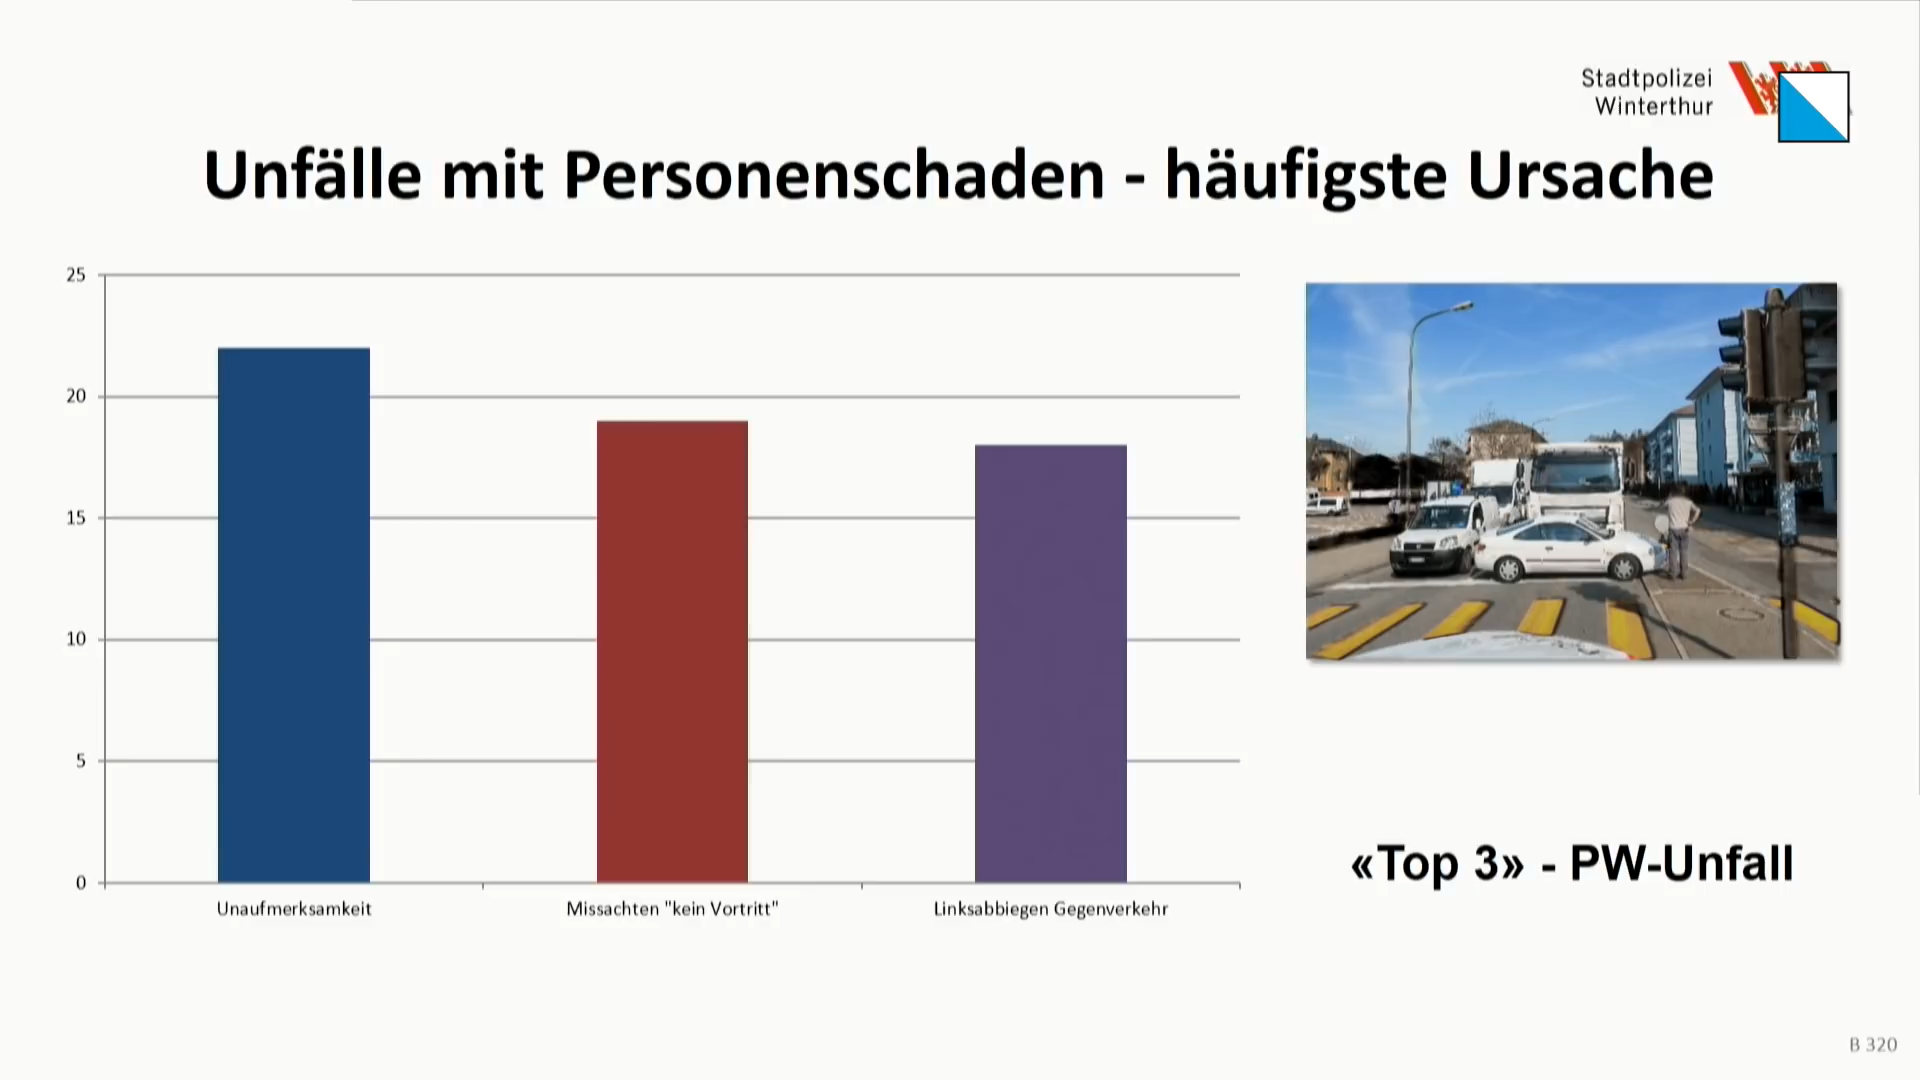 Stadtpolizei
Winterthur
Unfälle mit Personenschaden - häufigste Ursache
25
20
15
10
5
0
Unaufmerksamkeit
Missachten "kein Vortritt"
Linksabbiegen Gegenverkehr
«Top 3» - PW-Unfall
B 320